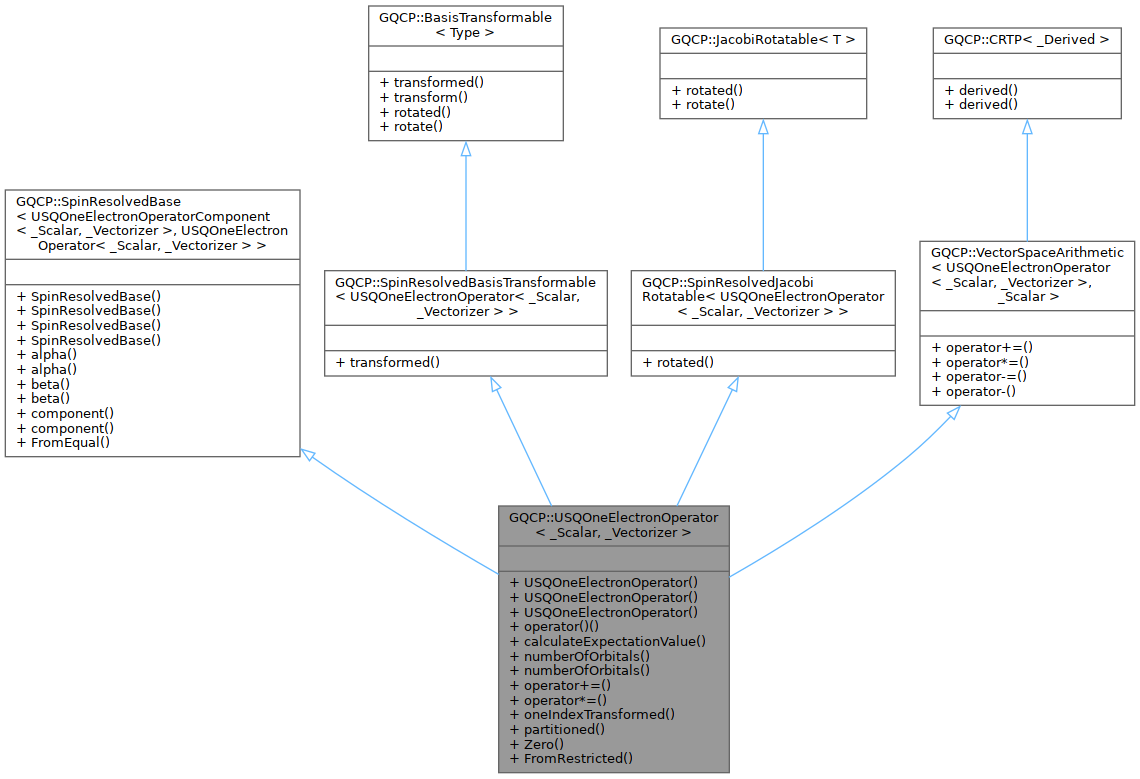 GQCP::BasisTransformable
< Type >
+ transformed()
+ transform()
+ rotated()
+ rotate()
GQCP::JacobiRotatable< T >
+ rotated()
+ rotate()
GQCP::CRTP< _Derived >
+ derived()
+ derived()
GQCP::SpinResolvedBase
< USQOneElectronOperatorComponent
< _Scalar, _Vectorizer >, USQOneElectron
Operator< _Scalar, _Vectorizer > >
+ SpinResolvedBase()
+ SpinResolvedBase()
+ SpinResolvedBase()
+ SpinResolvedBase()
+ alpha()
+ alpha()
+ beta()
+ beta()
+ component()
+ component()
+ FromEqual()
GQCP::SpinResolvedBasisTransformable
< USQOneElectronOperator< _Scalar,
_Vectorizer > >
+ transformed()
GQCP::SpinResolvedJacobi
Rotatable< USQOneElectronOperator
< _Scalar, _Vectorizer > >
+ rotated()
GQCP::VectorSpaceArithmetic
< USQOneElectronOperator
< _Scalar, _Vectorizer >,
_Scalar >
+ operator+=()
+ operator*=()
+ operator-=()
+ operator-()
GQCP::USQOneElectronOperator
< _Scalar, _Vectorizer >
+ USQOneElectronOperator()
+ USQOneElectronOperator()
+ USQOneElectronOperator()
+ operator()()
+ calculateExpectationValue()
+ numberOfOrbitals()
+ numberOfOrbitals()
+ operator+=()
+ operator*=()
+ oneIndexTransformed()
+ partitioned()
+ Zero()
+ FromRestricted()